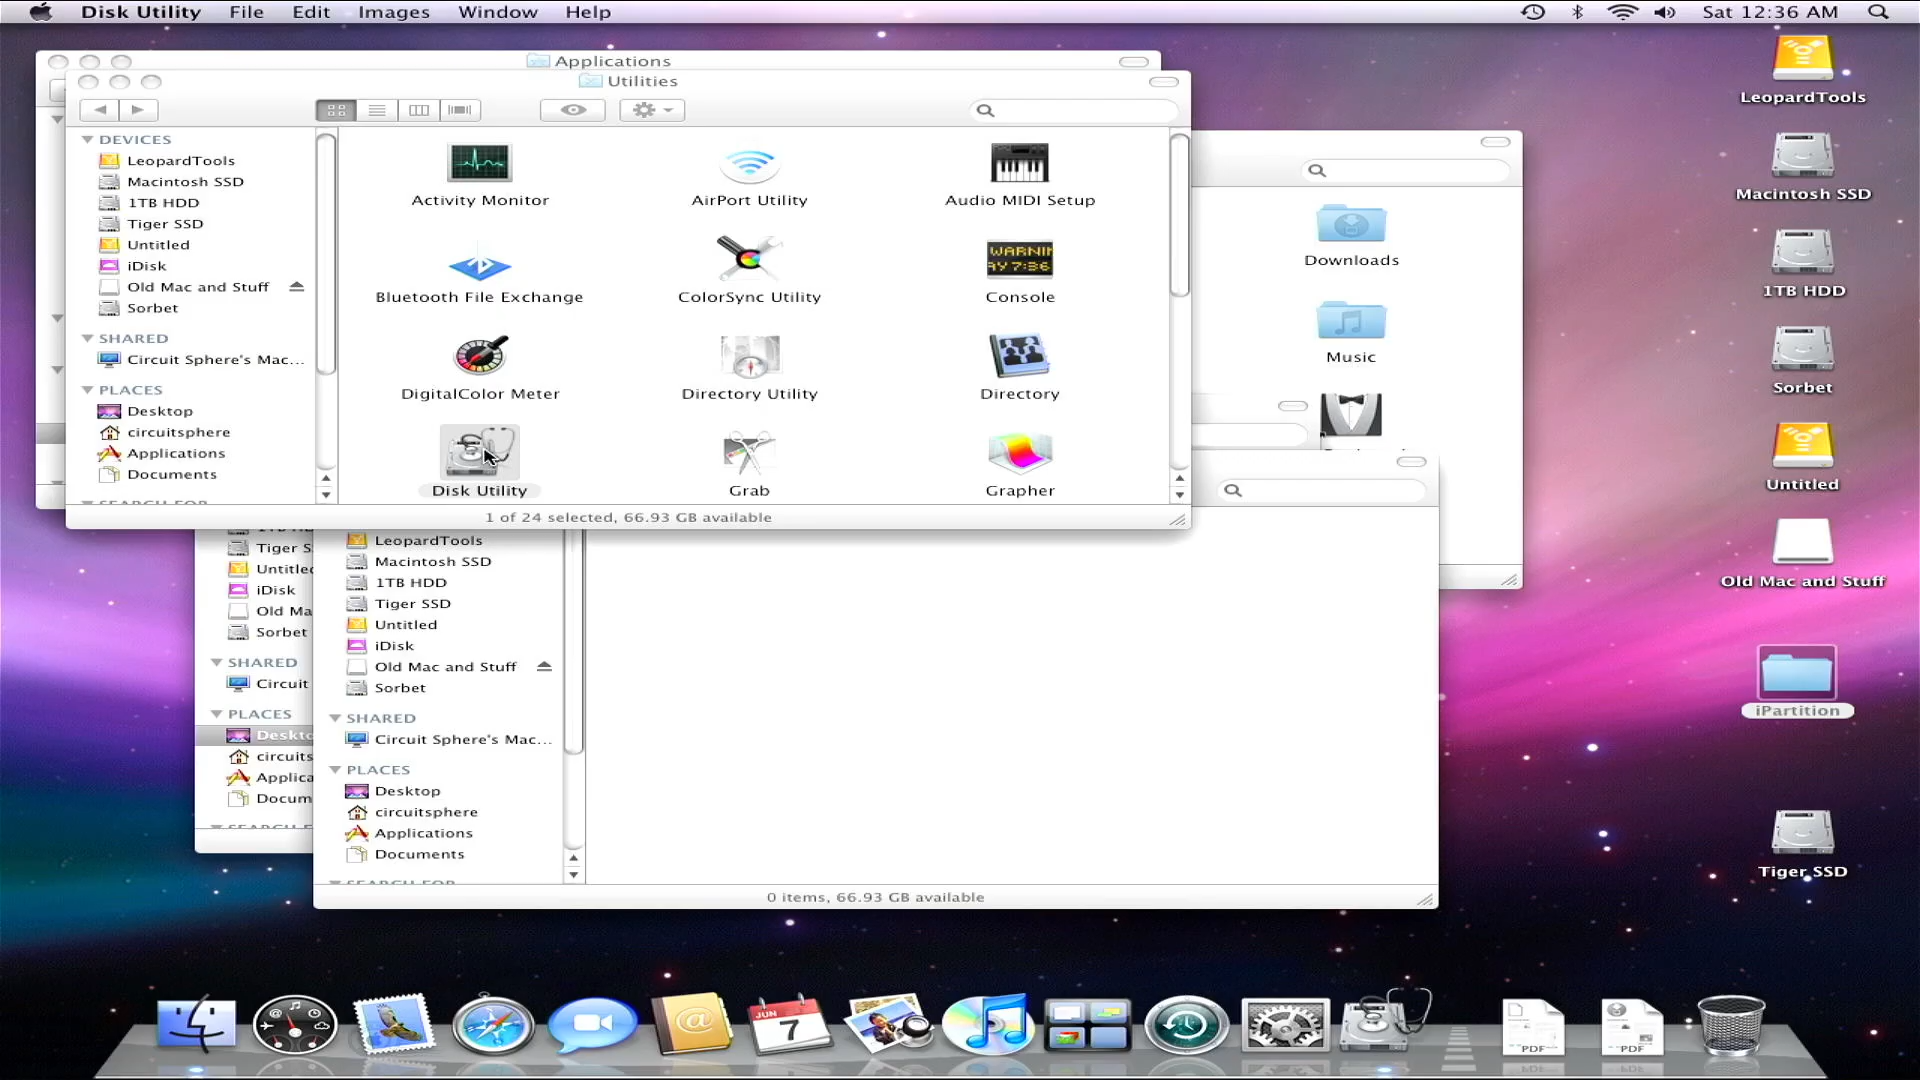 Disk Utility File Edit Images Window Help
Sat 12:36 AM
Applications
Utilities
DEVICES
LeopardTools
Macintosh SSD
1TB HDD
Tiger SSD
Untitled
iDisk
Old Mac and Stuff
Sorbet
SHARED
Circuit Sphere's Mac...
PLACES
Desktop
circuitsphere
Applications
Documents
Activity Monitor
AirPort Utility
Audio MIDI Setup
Bluetooth File Exchange
ColorSync Utility
WARNIN
AY 7:36
Console
DigitalColor Meter
Directory Utility
Directory
Disk Utility
Grab
Grapher
1 of 24 selected, 66.93 GB available
Downloads
Music
Tiger S
Untitled
iDisk
Old Ma
Sorbet
SHARED
Circuit
PLACES
Deskto
circuits
Applica
Docum
LeopardTools
Macintosh SSD
1TB HDD
Tiger SSD
Untitled
iDisk
Old Mac and Stuff
Sorbet
SHARED
Circuit Sphere's Mac...
PLACES
Desktop
circuitsphere
Applications
Documents
0 items, 66.93 GB available
LeopardTools
Macintosh SSD
1TB HDD
Sorbet
Untitled
Old Mac and Stuff
iPartition
Tiger SSD
JUN
7
PDF
PDF